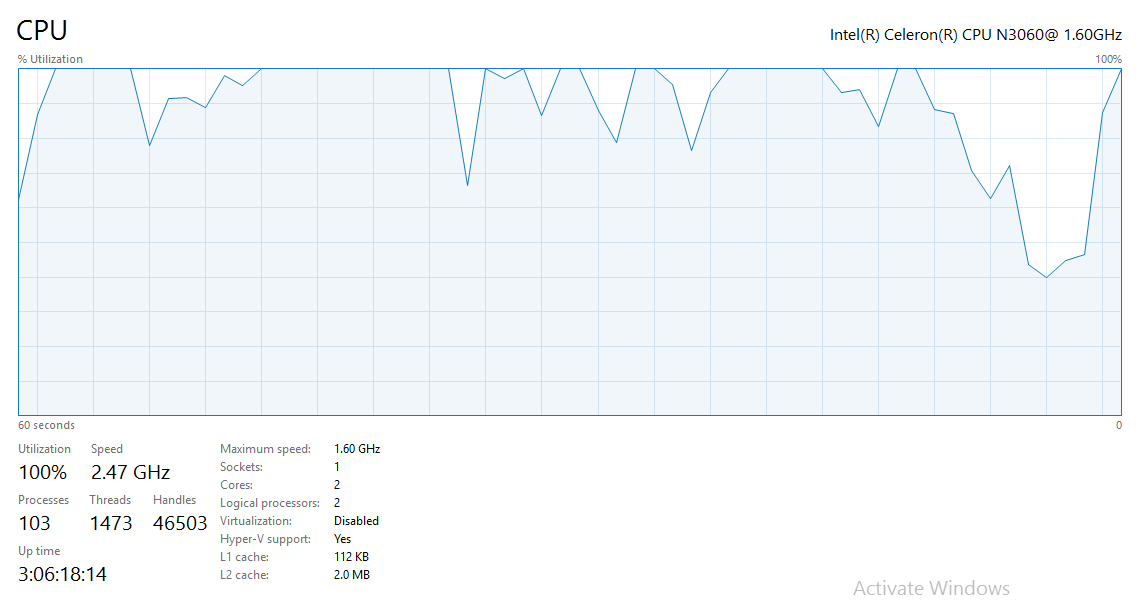 CPU
Intel(R) Celeron(R) CPU N3060@ 1.60GHz
% Utilization
100%
60 seconds
0
Utilization Speed
100% 2.47 GHz
Processes Threads Handles
103 1473 46503
Up time
3:06:18:14
Maximum speed: 1.60 GHz
Sockets: 1
Cores: 2
Logical processors: 2
Virtualization: Disabled
Hyper-V support: Yes
L1 cache: 112 KB
L2 cache: 2.0 MB
Activate Windows